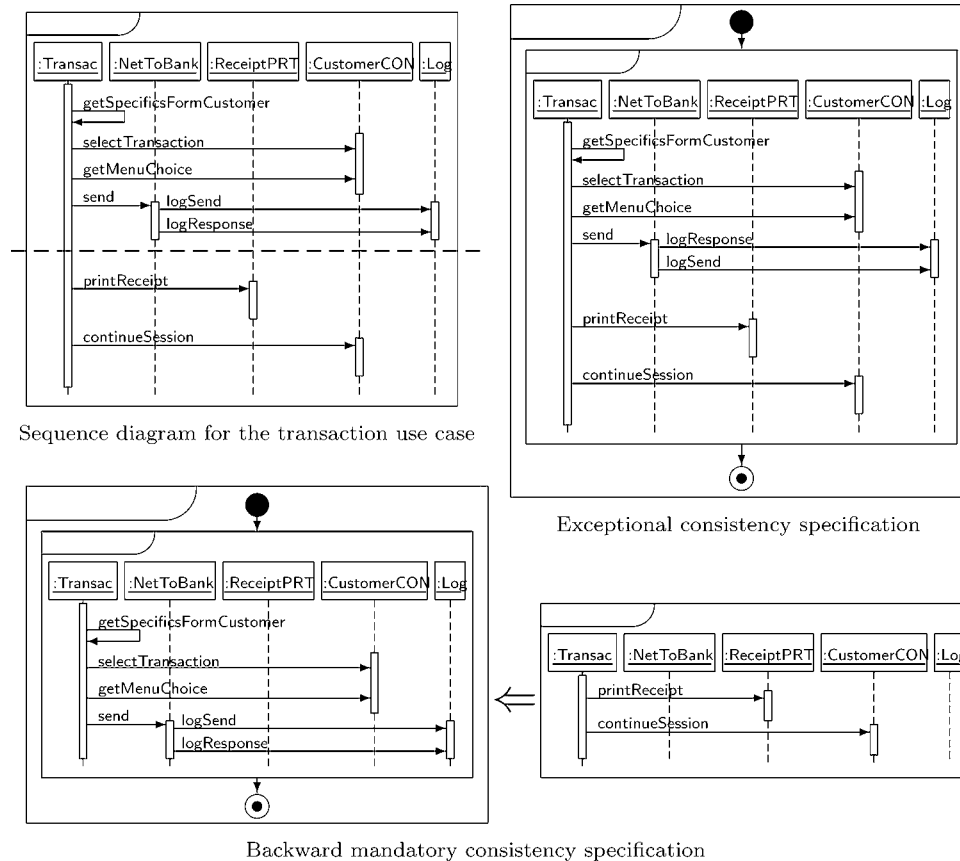 :Transac :NetToBank :ReceiptPRT :CustomerCON :Log
getSpecificsFormCustomer
selectTransaction
getMenuChoice
send logSend
logResponse
printReceipt
continueSession
Sequence diagram for the transaction use case
:Transac :NetToBank :ReceiptPRT :CustomerCON :Log
getSpecificsFormCustomer
selectTransaction
getMenuChoice
send logResponse
logSend
printReceipt
continueSession
Exceptional consistency specification
:Transac :NetToBank :ReceiptPRT :CustomerCON :Log
getSpecificsFormCustomer
selectTransaction
getMenuChoice
send logSend
logResponse
:Transac :NetToBank :ReceiptPRT :CustomerCON :Log
printReceipt
continueSession
Backward mandatory consistency specification